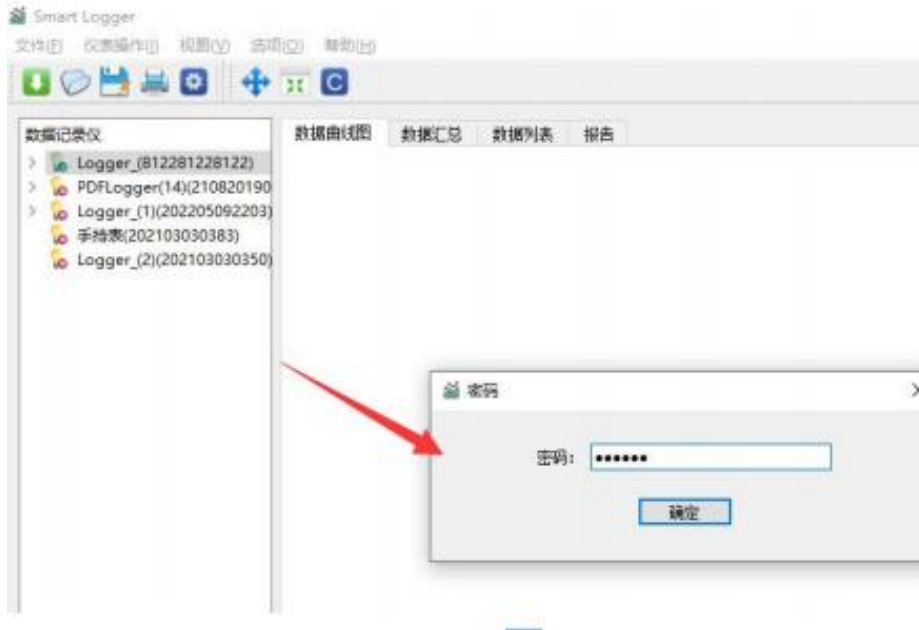 Smart Logger
文件(F) 仪表操作(I) 视图(V) 选项(O) 帮助(H)
C
数据记录仪
数据曲线图 数据汇总 数据列表 报告
Logger_(812281228122)
PDFLogger(14)(210820190
Logger_(1)(202205092203)
手持表(202103030383)
Logger_(2)(202103030350)
密码
密码: ••••••
确定